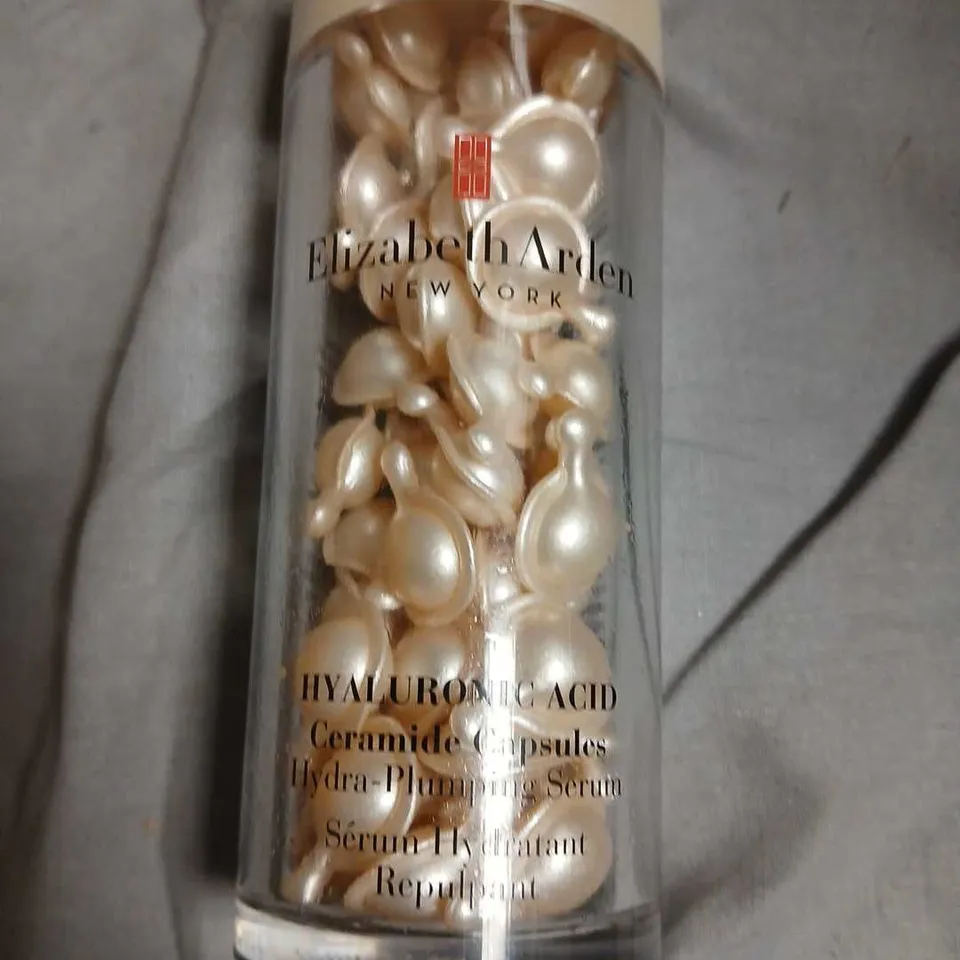 Elizabeth Arden
NEW YORK
HYALURONIC ACID
Ceramide Capsules
Hydra-Plumping Serum
Sérum Hydratant
Repulpant